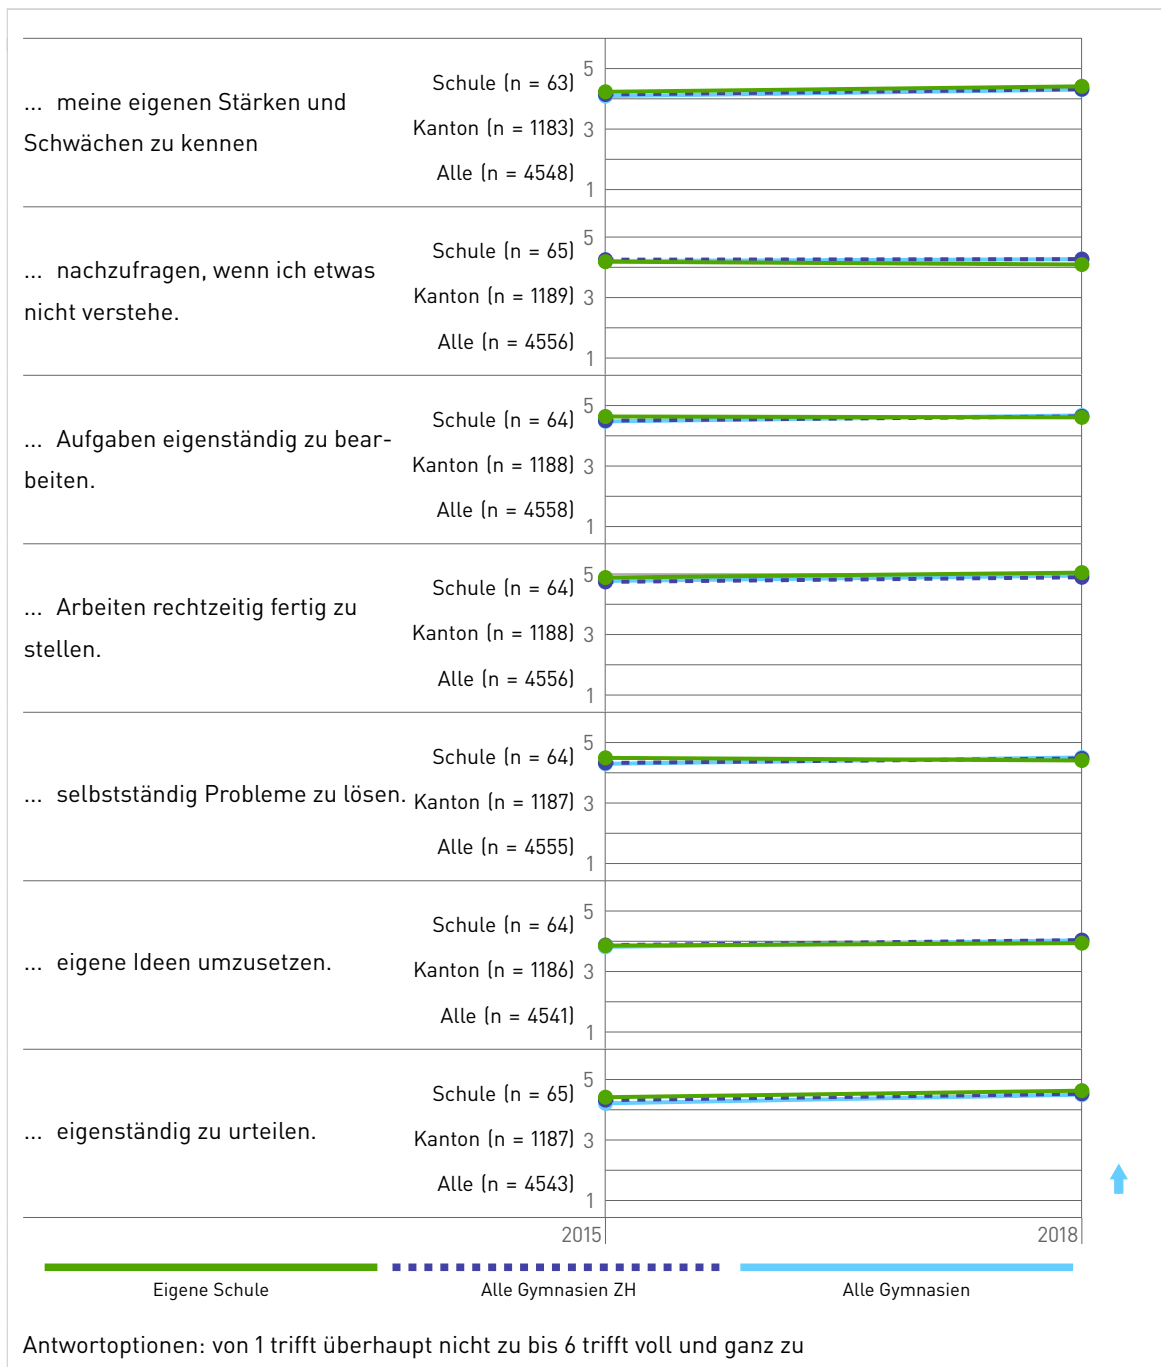 ... meine eigenen Stärken und
Schwächen zu kennen
Schule (n = 63)
Kanton (n = 1183)
Alle (n = 4548)
5
3
1
... nachzufragen, wenn ich etwas
nicht verstehe.
Schule (n = 65)
Kanton (n = 1189)
Alle (n = 4556)
5
3
1
... Aufgaben eigenständig zu bear-
beiten.
Schule (n = 64)
Kanton (n = 1188)
Alle (n = 4558)
5
3
1
... Arbeiten rechtzeitig fertig zu
stellen.
Schule (n = 64)
Kanton (n = 1188)
Alle (n = 4556)
5
3
1
... selbstständig Probleme zu lösen.
Schule (n = 64)
Kanton (n = 1187)
Alle (n = 4555)
5
3
1
... eigene Ideen umzusetzen.
Schule (n = 64)
Kanton (n = 1186)
Alle (n = 4541)
5
3
1
... eigenständig zu urteilen.
Schule (n = 65)
Kanton (n = 1187)
Alle (n = 4543)
5
3
1
2015 2018
Eigene Schule Alle Gymnasien ZH Alle Gymnasien
Antwortoptionen: von 1 trifft überhaupt nicht zu bis 6 trifft voll und ganz zu